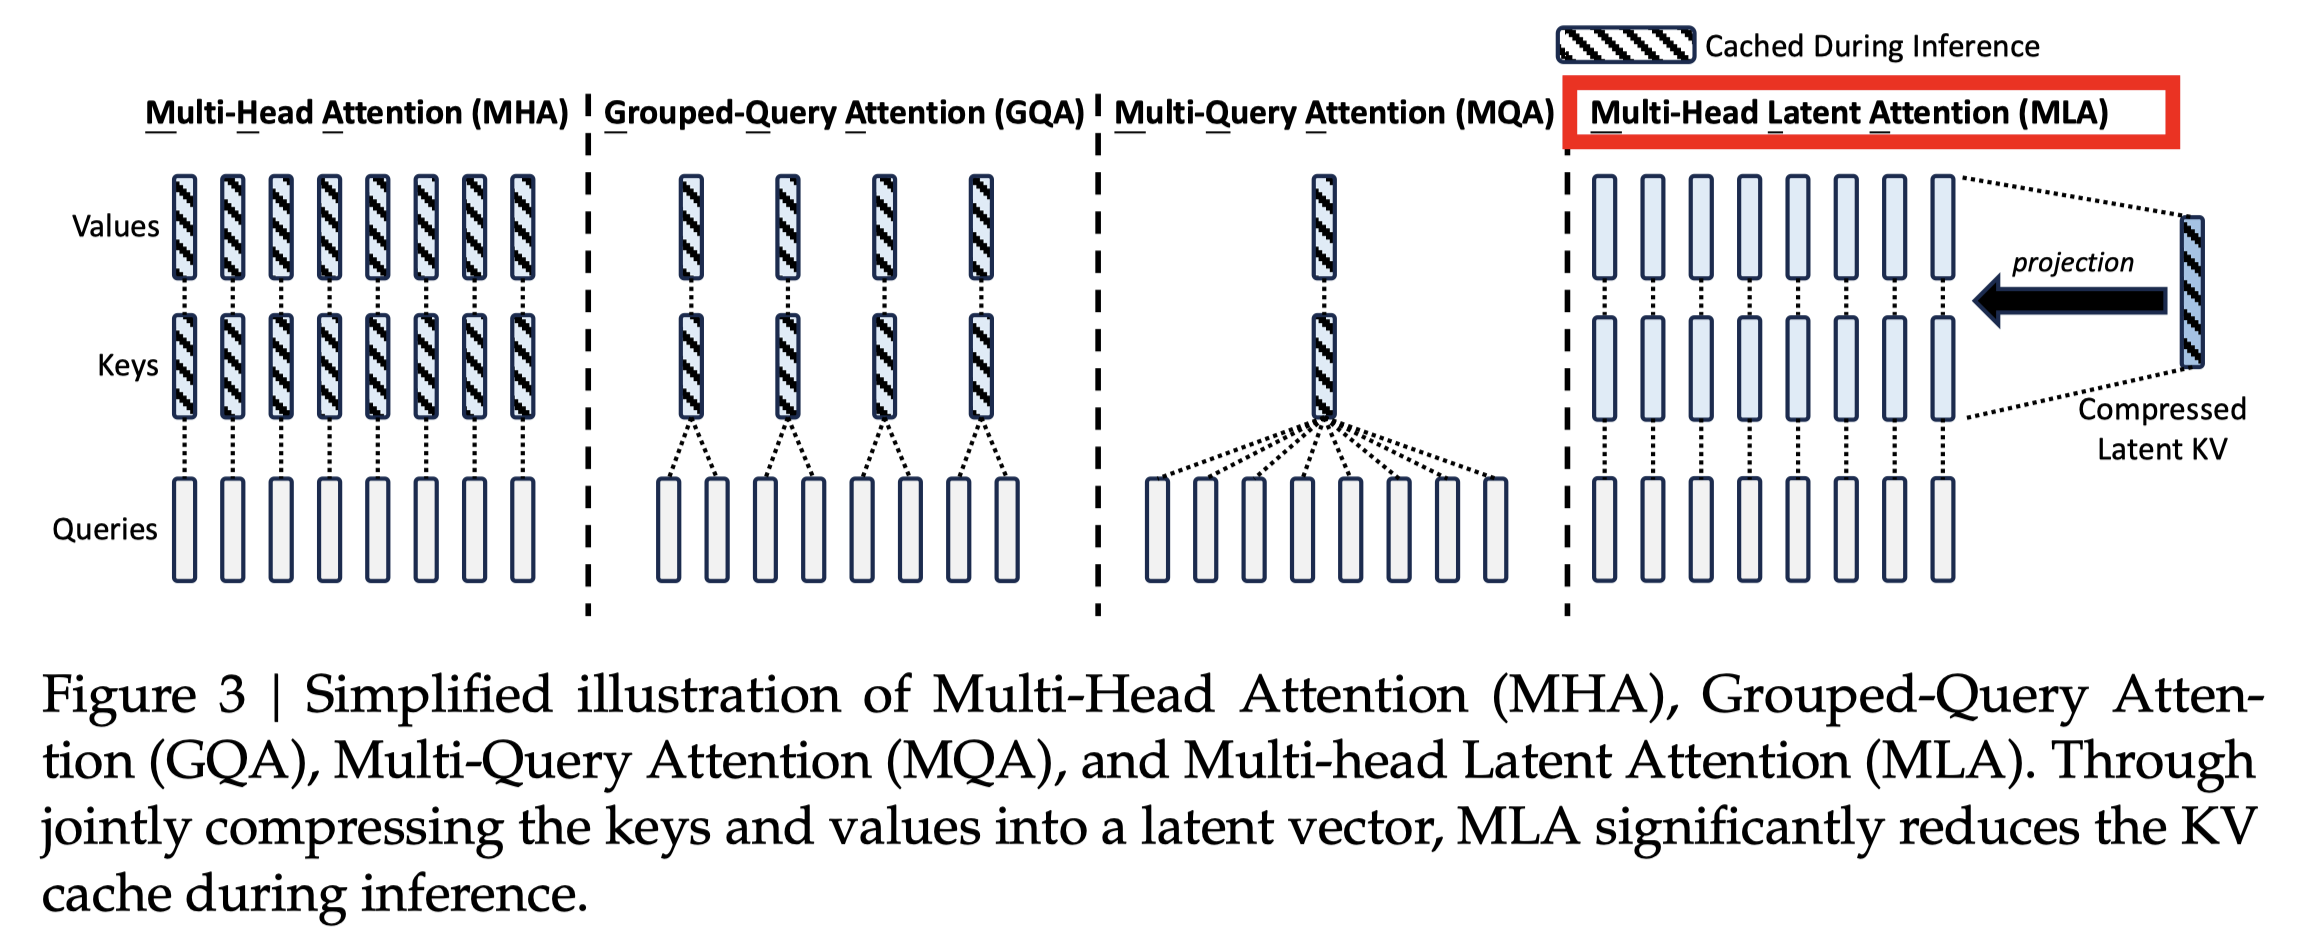 Cached During Inference
Multi-Head Attention (MHA)
Grouped-Query Attention (GQA)
Multi-Query Attention (MQA)
Multi-Head Latent Attention (MLA)
Values
Keys
Queries
projection
Compressed
Latent KV
Figure 3 | Simplified illustration of Multi-Head Attention (MHA), Grouped-Query Atten-
tion (GQA), Multi-Query Attention (MQA), and Multi-head Latent Attention (MLA). Through
jointly compressing the keys and values into a latent vector, MLA significantly reduces the KV
cache during inference.